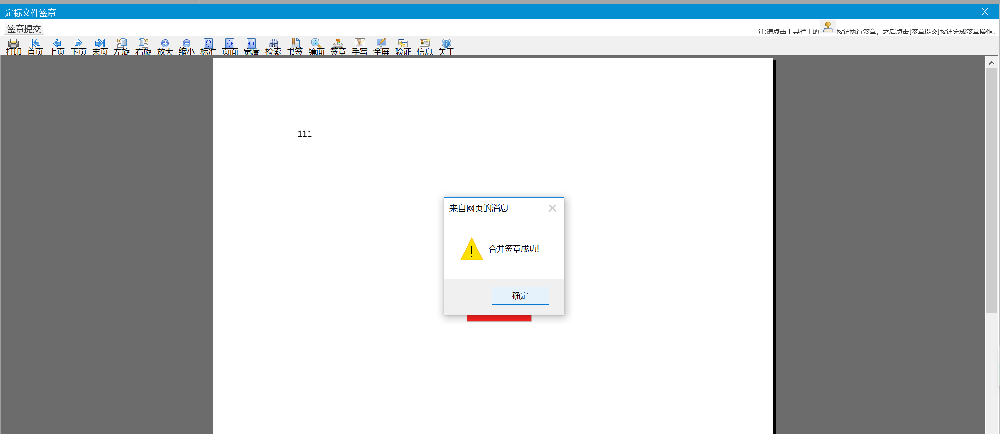 定标文件签章
签章提交
注:请点击工具栏上的 按钮执行签章，之后点击[签章提交]按钮完成签章操作。
打印 首页 上页 下页 末页 左旋 右旋 放大 缩小 标准 页面 宽度 检索 书签 镜面 签章 手写 全屏 验证 信息 关于
111
来自网页的消息
合并签章成功!
确定